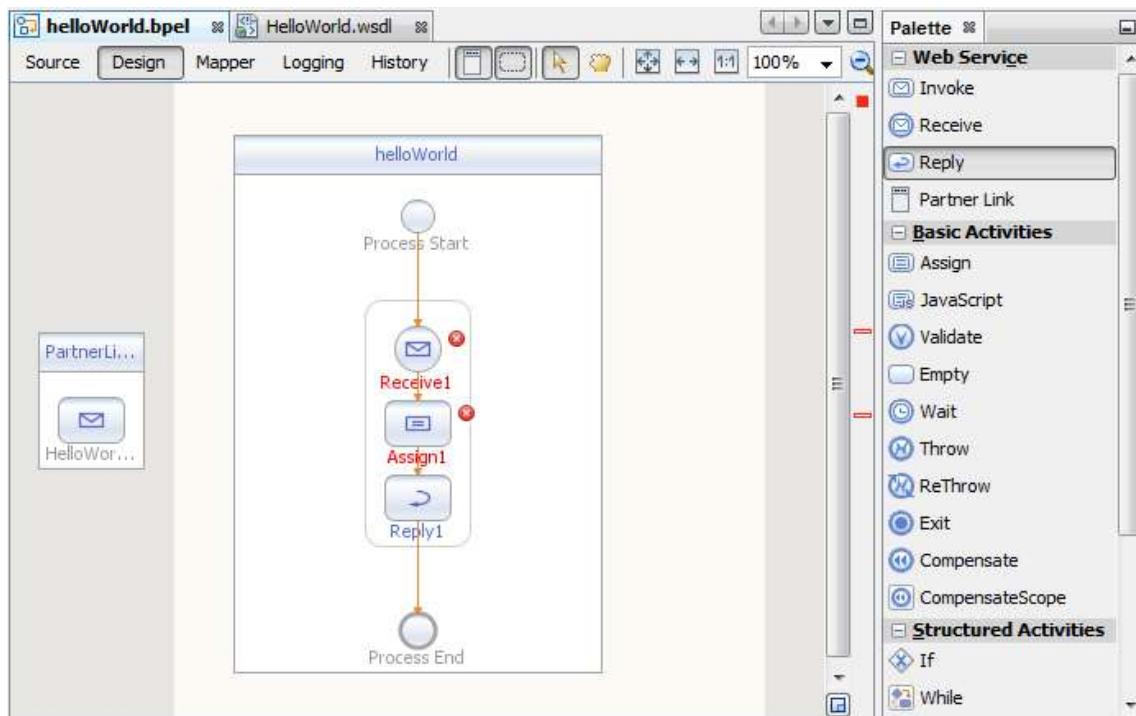 helloWorld.bpel
HelloWorld.wsdl
Source Design Mapper Logging History 100%
helloWorld
Process Start
Receive1
Assign1
Reply1
Process End
PartnerLi...
HelloWor...
Palette
Web Service
Invoke
Receive
Reply
Partner Link
Basic Activities
Assign
JavaScript
Validate
Empty
Wait
Throw
ReThrow
Exit
Compensate
CompensateScope
Structured Activities
If
While